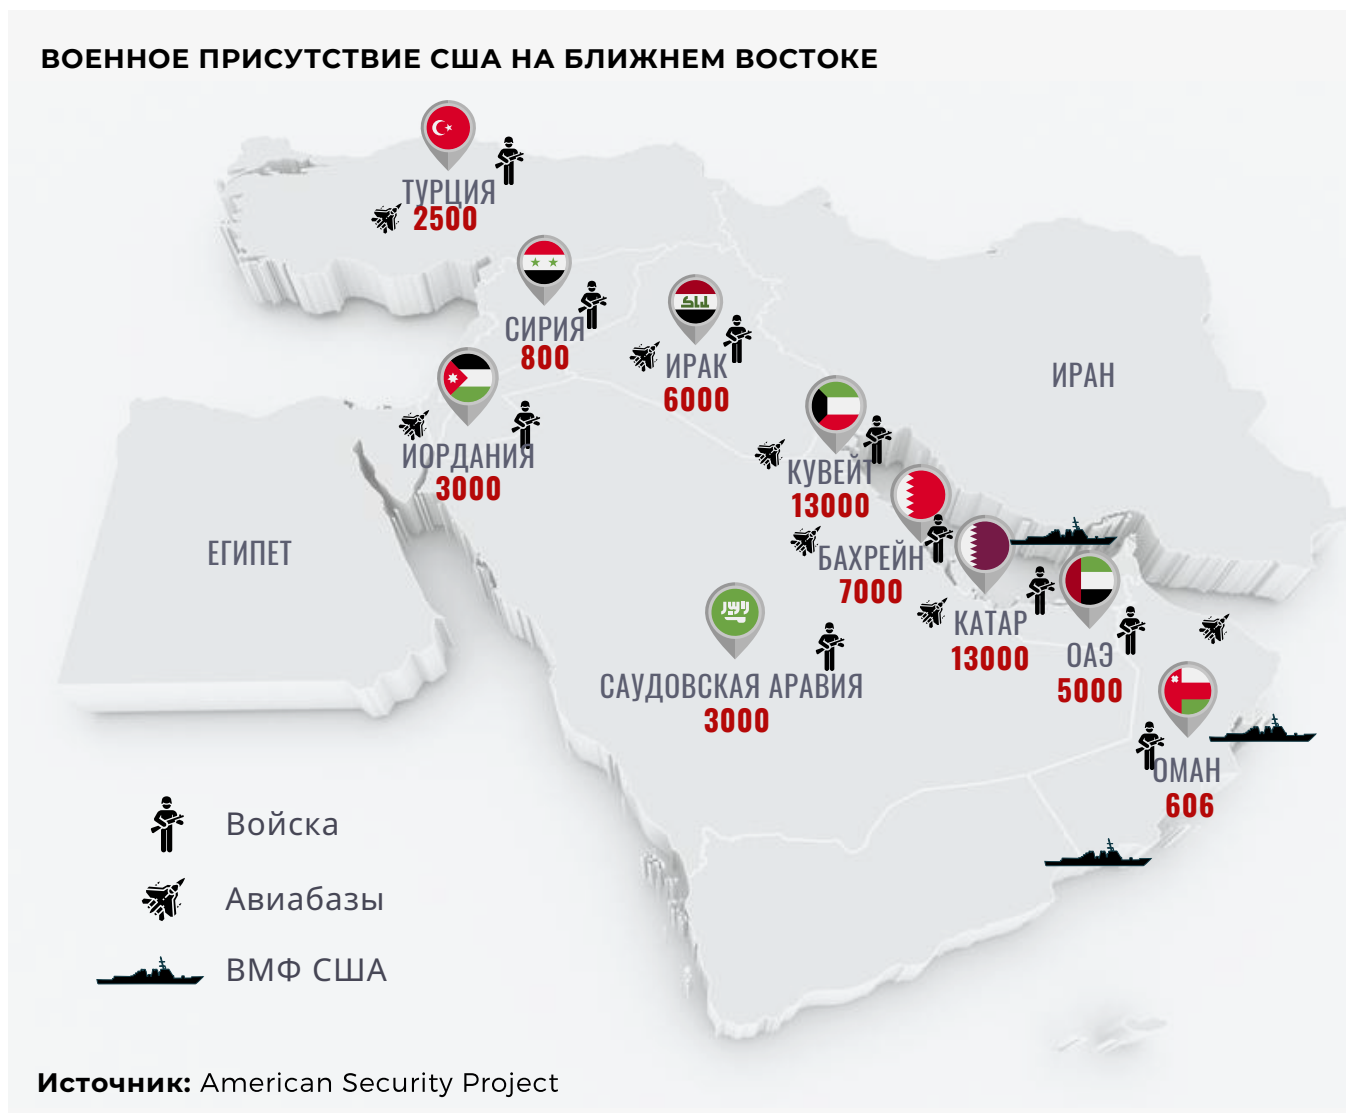 ВОЕННОЕ ПРИСУТСТВИЕ США НА БЛИЖНЕМ ВОСТОКЕ
ТУРЦИЯ
2500
СИРИЯ
800
ИРАК
6000
ИРАН
ИОРДАНИЯ
3000
КУВЕЙТ
13000
ЕГИПЕТ
БАХРЕЙН
7000
КАТАР
13000
ОАЭ
5000
САУДОВСКАЯ АРАВИЯ
3000
ОМАН
606
Войска
Авиабазы
ВМФ США
Источник: American Security Project